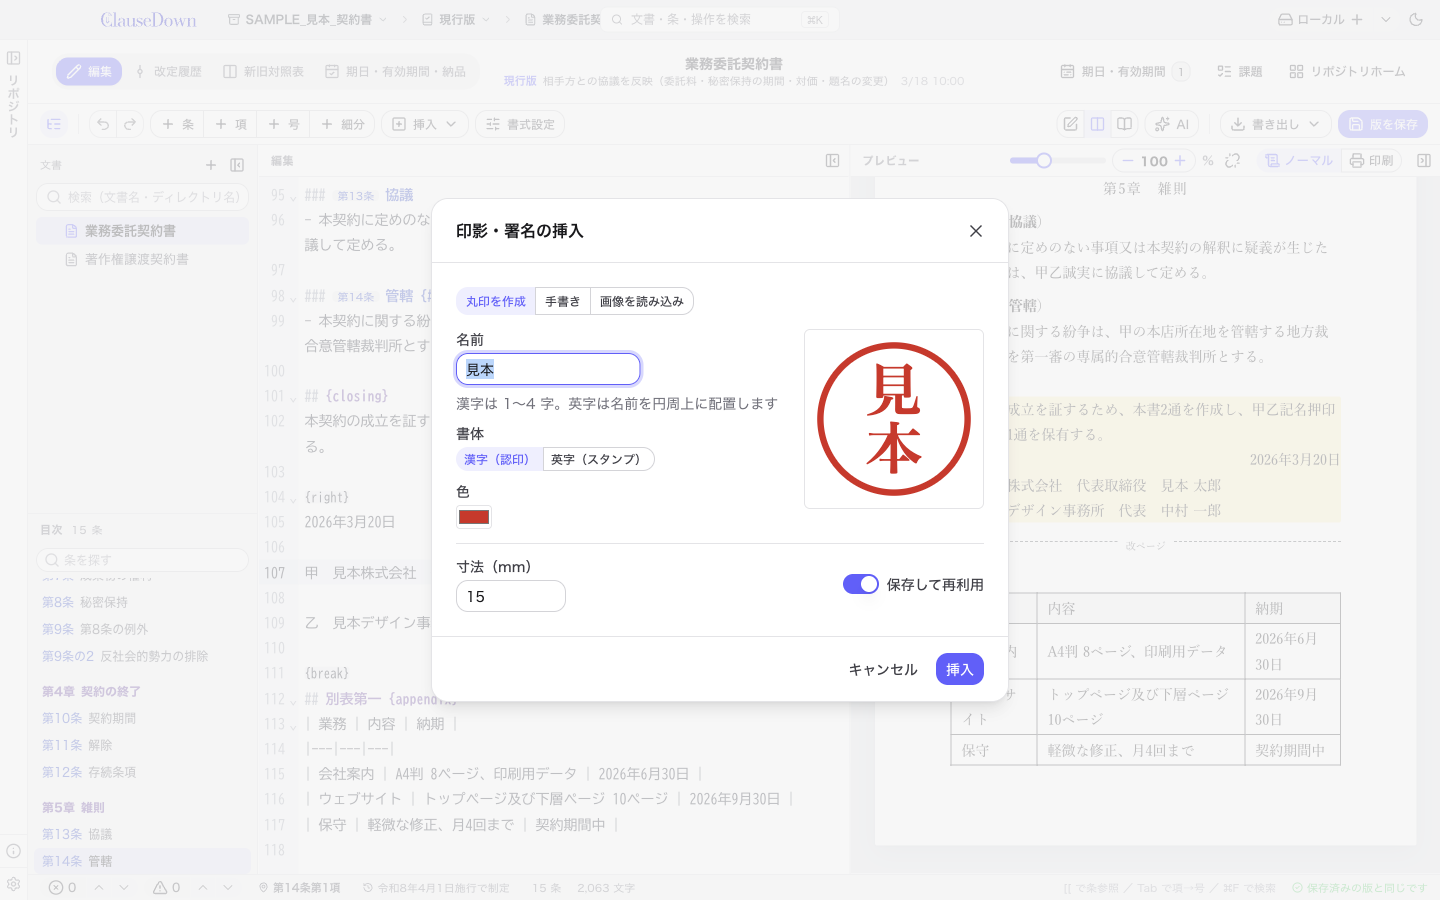 ClauseDown
SAMPLE_見本_契約書
現行版
業務委託契
文書・条・操作を検索
⌘K
ローカル
リポジトリ
編集
改定履歴
新旧対照表
期日・有効期間・納品
業務委託契約書
現行版 相手方との協議を反映（委託料・秘密保持の期間・対価・題名の変更） 3/18 10:00
期日・有効期間 1
課題
リポジトリホーム
条
項
号
細分
挿入
書式設定
AI
書き出し
版を保存
文書
検索（文書名・ディレクトリ名）
業務委託契約書
著作権譲渡契約書
目次 15 条
条を探す
第8条 秘密保持
第9条 第8条の例外
第9条の2 反社会的勢力の排除
第4章 契約の終了
第10条 契約期間
第11条 解除
第12条 存続条項
第5章 雑則
第13条 協議
第14条 管轄
編集
95 ### 第13条 協議
96 - 本契約に定めのな
議して定める。
97
98 ### 第14条 管轄 {#
99 - 本契約に関する紛
合意管轄裁判所とす
100
101 ## {closing}
102 本契約の成立を証す
る。
103
104 {right}
105 2026年3月20日
106
107 甲 見本株式会社
108
109 乙 見本デザイン事
110
111 {break}
112 ## 別表第一 {appendix}
113 | 業務 | 内容 | 納期 |
114 |---|---|---|
115 | 会社案内 | A4判 8ページ、印刷用データ | 2026年6月30日 |
116 | ウェブサイト | トップページ及び下層ページ 10ページ | 2026年9月30日 |
117 | 保守 | 軽微な修正、月4回まで | 契約期間中 |
118
プレビュー
100 %
ノーマル
印刷
第5章 雑則
協議）
に定めのない事項又は本契約の解釈に疑義が生じた
は、甲乙誠実に協議して定める。
管轄）
に関する紛争は、甲の本店所在地を管轄する地方裁
を第一審の専属的合意管轄裁判所とする。
成立を証するため、本書2通を作成し、甲乙記名押印
1通を保有する。
2026年3月20日
株式会社 代表取締役 見本 太郎
デザイン事務所 代表 中村 一郎
改ページ
内容 納期
内 A4判 8ページ、印刷用データ 2026年6月
30日
サ トップページ及び下層ページ 2026年9月
イト 10ページ 30日
保守 軽微な修正、月4回まで 契約期間中
印影・署名の挿入
丸印を作成
手書き
画像を読み込み
名前
見本
漢字は 1〜4 字。英字は名前を円周上に配置します
書体
漢字（認印）
英字（スタンプ）
色
見
本
寸法（mm）
15
保存して再利用
キャンセル
挿入
0
0
第14条第1項
令和8年4月1日施行で制定
15 条
2,063 文字
[[ で条参照 ／ Tab で項→号 ／ ⌘F で検索
保存済みの版と同じです